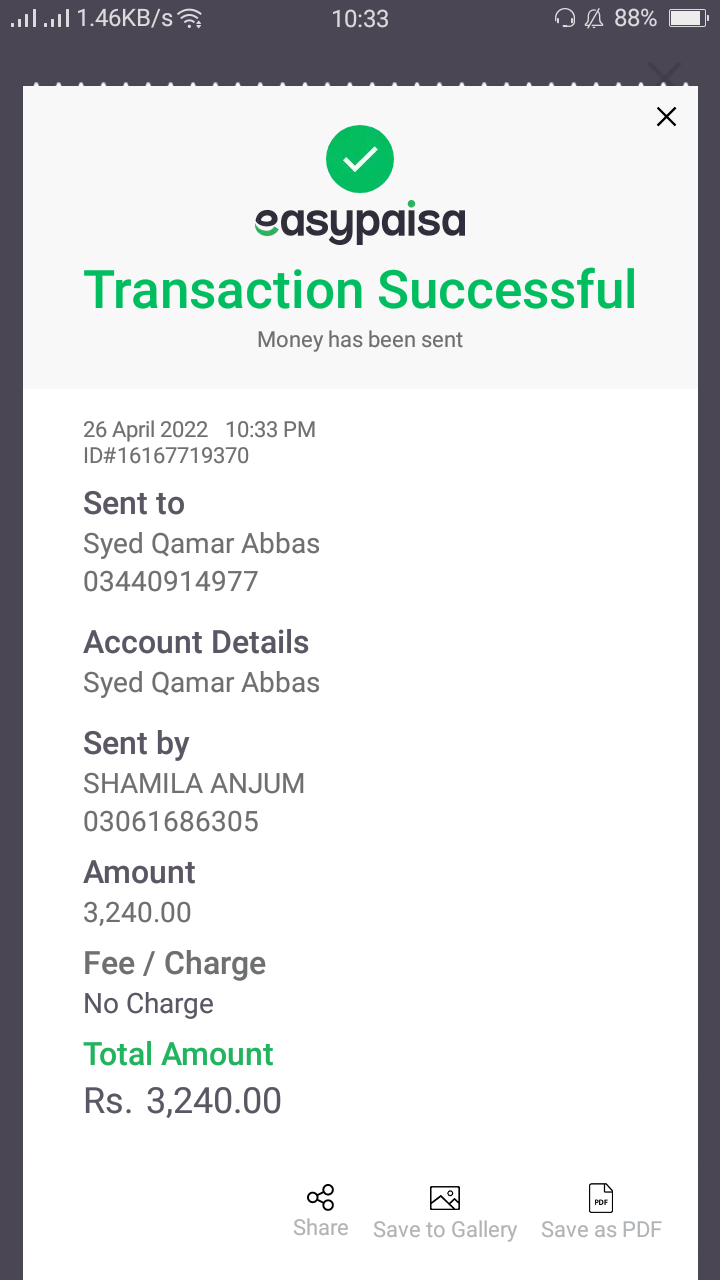 1.46KB/s 10:33 88%
easypaisa
Transaction Successful
Money has been sent
26 April 2022 10:33 PM
ID#16167719370
Sent to
Syed Qamar Abbas
03440914977
Account Details
Syed Qamar Abbas
Sent by
SHAMILA ANJUM
03061686305
Amount
3,240.00
Fee / Charge
No Charge
Total Amount
Rs. 3,240.00
PDF
Share Save to Gallery Save as PDF